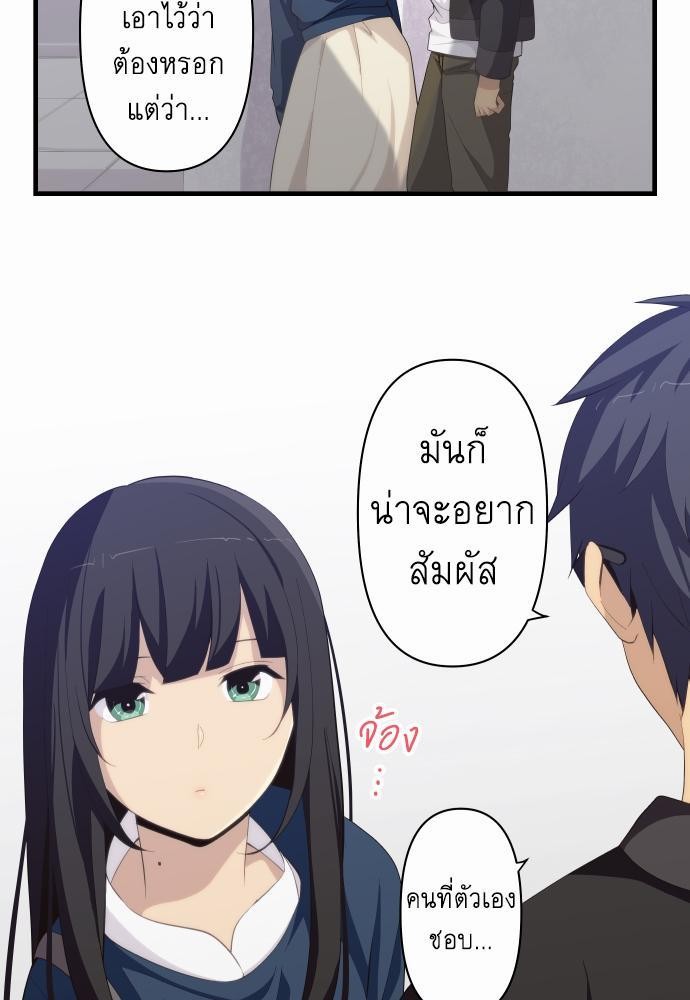 เอาไว้ว่า
ต้องหรอก
แต่ว่า...
มันก็
น่าจะอยาก
สัมผัส
จ้อง...
คนที่ตัวเอง
ชอบ...